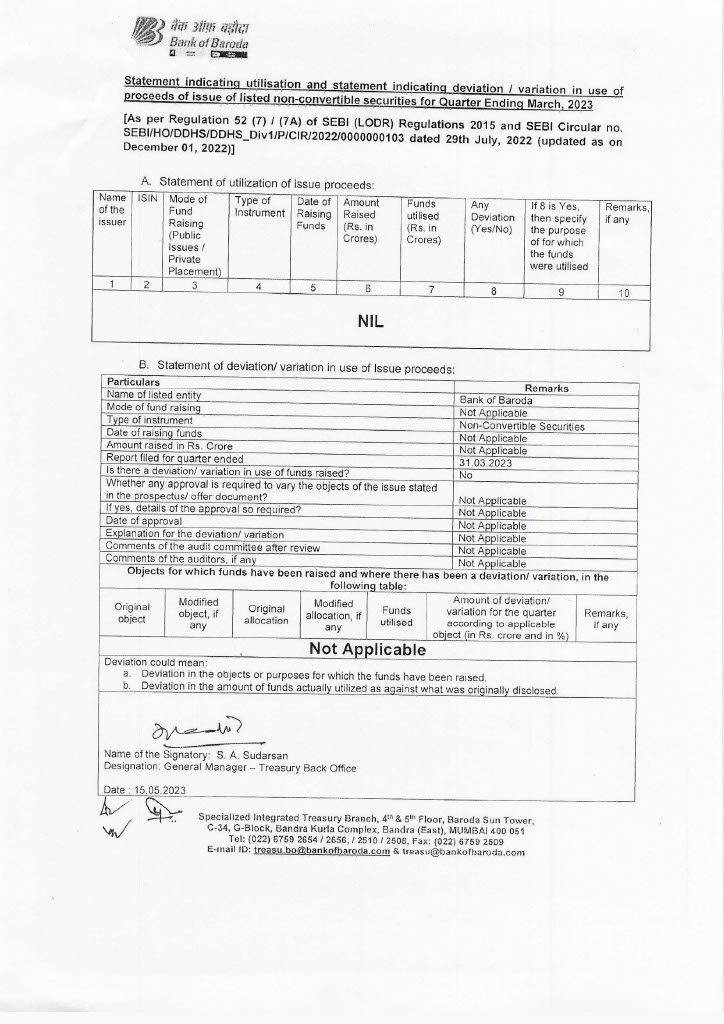 बैंक ऑफ़ बड़ौदा
Bank of Baroda
Statement indicating utilisation and statement indicating deviation / variation in use of
proceeds of issue of listed non-convertible securities for Quarter Ending March, 2023
[As per Regulation 52 (7) / (7A) of SEBI (LODR) Regulations 2015 and SEBI Circular no.
SEBI/HO/DDHS/DDHS_Div1/P/CIR/2022/0000000103 dated 29th July, 2022 (updated as on
December 01, 2022)]
A. Statement of utilization of issue proceeds:
Name of the issuer ISIN Mode of Fund Raising (Public Issues / Private Placement) Type of Instrument Date of Raising Funds Amount Raised (Rs. in Crores) Funds utilised (Rs. in Crores) Any Deviation (Yes/No) If 8 is Yes, then specify the purpose of for which the funds were utilised Remarks, if any
1 2 3 4 5 6 7 8 9 10
NIL
B. Statement of deviation/ variation in use of Issue proceeds:
Particulars Remarks
Name of listed entity Bank of Baroda
Mode of fund raising Not Applicable
Type of instrument Non-Convertible Securities
Date of raising funds Not Applicable
Amount raised in Rs. Crore Not Applicable
Report filed for quarter ended 31.03.2023
Is there a deviation/ variation in use of funds raised? No
Whether any approval is required to vary the objects of the issue stated
in the prospectus/ offer document? Not Applicable
If yes, details of the approval so required? Not Applicable
Date of approval Not Applicable
Explanation for the deviation/ variation Not Applicable
Comments of the audit committee after review Not Applicable
Comments of the auditors, if any Not Applicable
Objects for which funds have been raised and where there has been a deviation/ variation, in the
following table:
Original object Modified object, if any Original allocation Modified allocation, if any Funds utilised Amount of deviation/ variation for the quarter according to applicable object (in Rs. crore and in %) Remarks, if any
Not Applicable
Deviation could mean:
a. Deviation in the objects or purposes for which the funds have been raised.
b. Deviation in the amount of funds actually utilized as against what was originally disclosed.
Name of the Signatory: S. A. Sudarsan
Designation: General Manager – Treasury Back Office
Date : 15.05.2023
Specialized Integrated Treasury Branch, 4th & 5th Floor, Baroda Sun Tower,
C-34, G-Block, Bandra Kurla Complex, Bandra (East), MUMBAI 400 051
Tel: (022) 6759 2654 / 2656, / 2510 / 2508, Fax: (022) 6759 2509
E-mail ID: treasu.bo@bankofbaroda.com & treasu@bankofbaroda.com